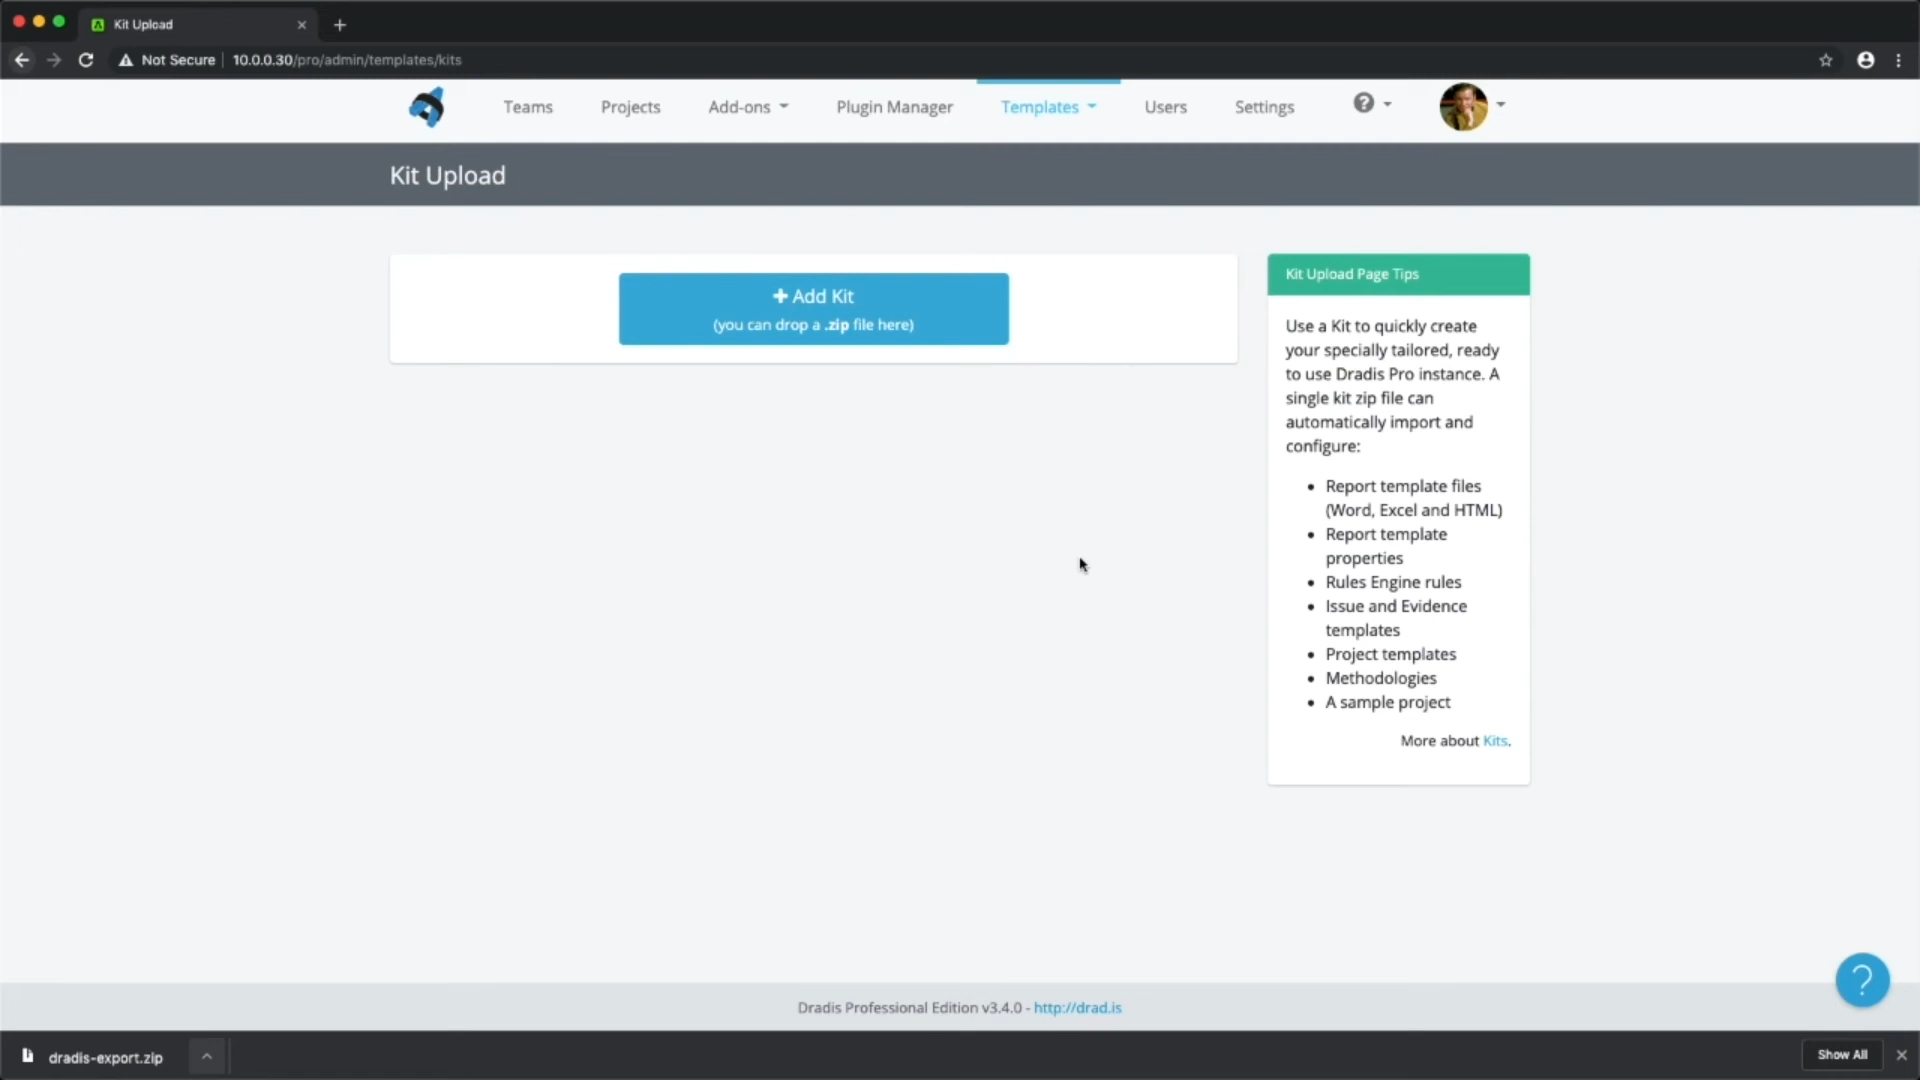 Kit Upload
Not Secure
10.0.0.30/pro/admin/templates/kits
Teams
Projects
Add-ons
Plugin Manager
Templates
Users
Settings
Kit Upload
Add Kit
(you can drop a .zip file here)
Kit Upload Page Tips
Use a Kit to quickly create
your specially tailored, ready
to use Dradis Pro instance. A
single kit zip file can
automatically import and
configure:
• Report template files
(Word, Excel and HTML)
• Report template
properties
• Rules Engine rules
• Issue and Evidence
templates
• Project templates
• Methodologies
• A sample project
More about Kits.
Dradis Professional Edition v3.4.0 - http://drad.is
dradis-export.zip
Show All